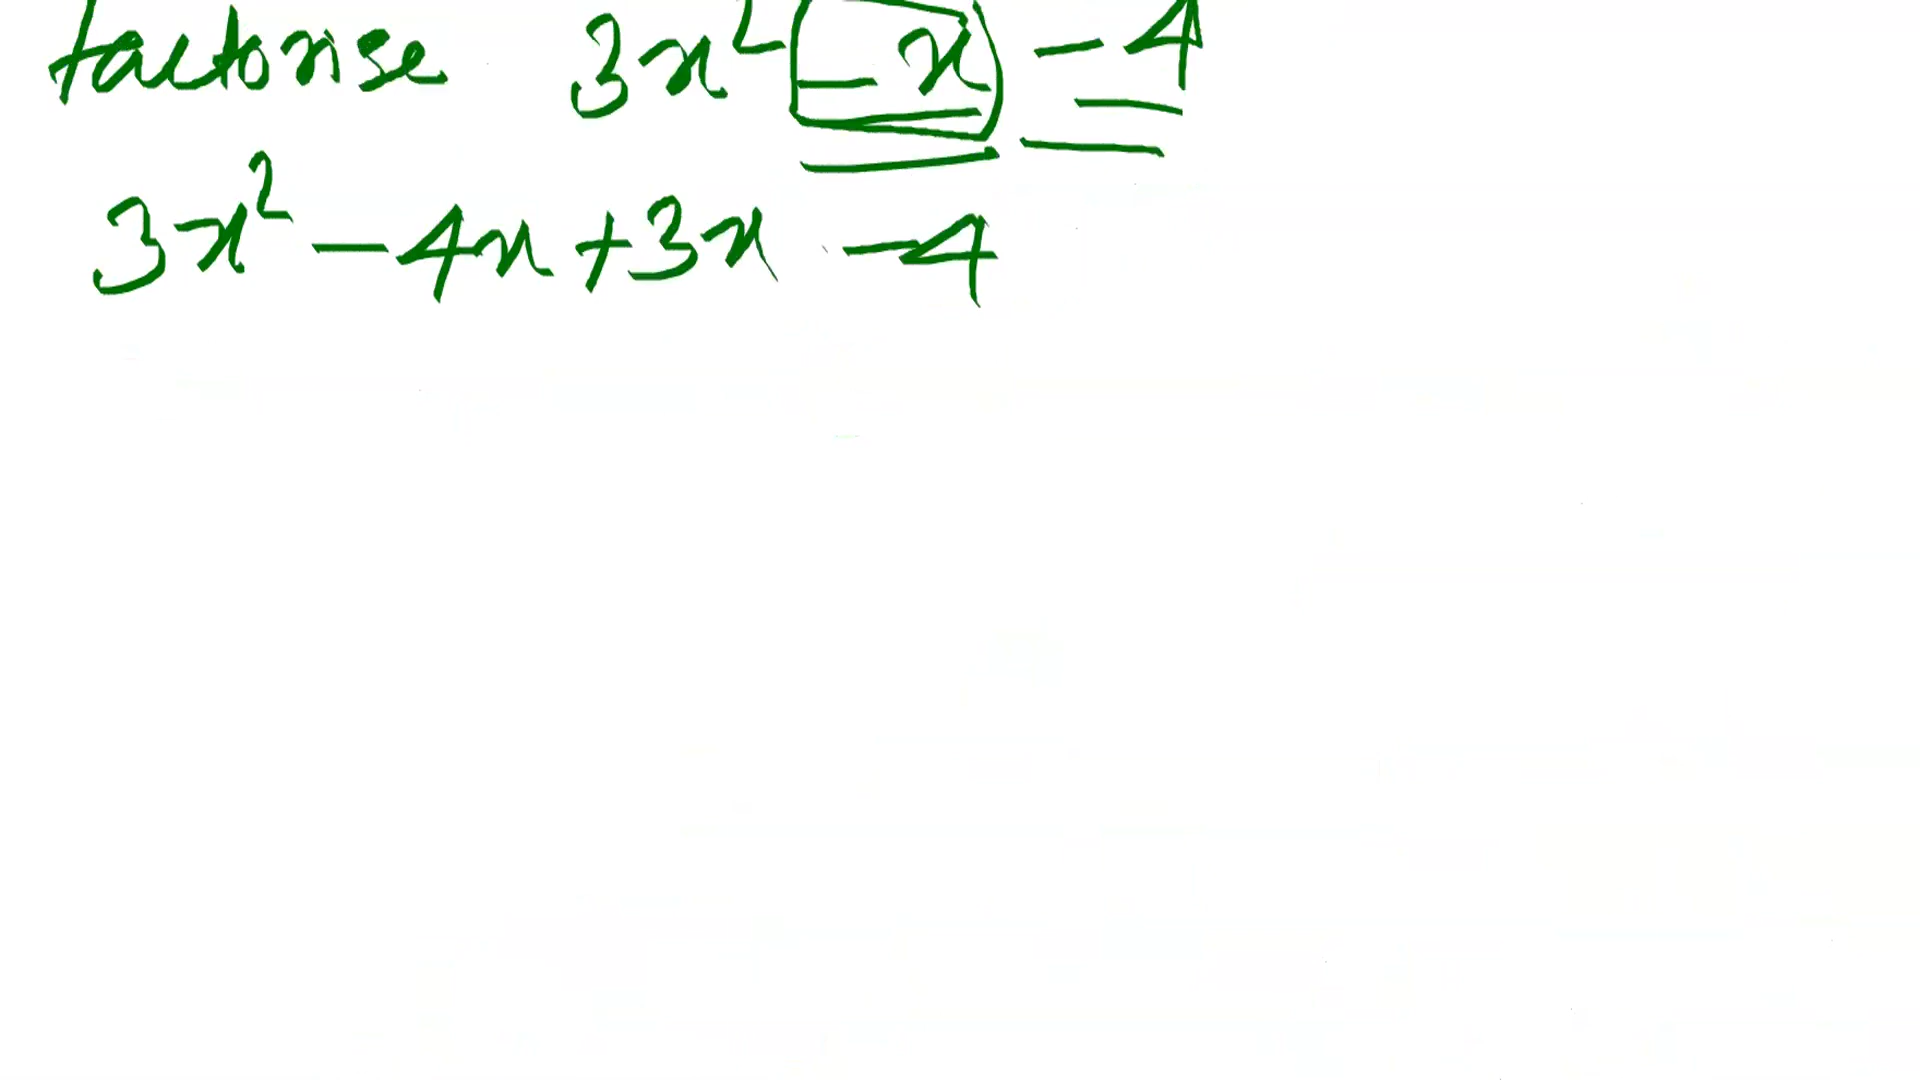 factorise 3x² - x - 4
3x² - 4x + 3x - 4